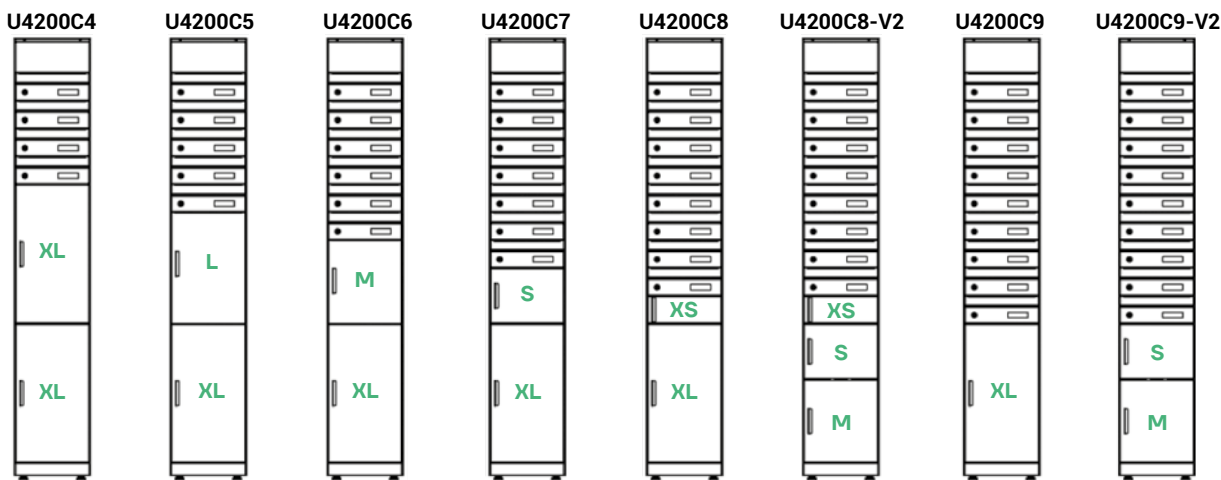 U4200C4 U4200C5 U4200C6 U4200C7 U4200C8 U4200C8-V2 U4200C9 U4200C9-V2
XL L M S XS XS
S S
XL XL XL XL XL XL
M M